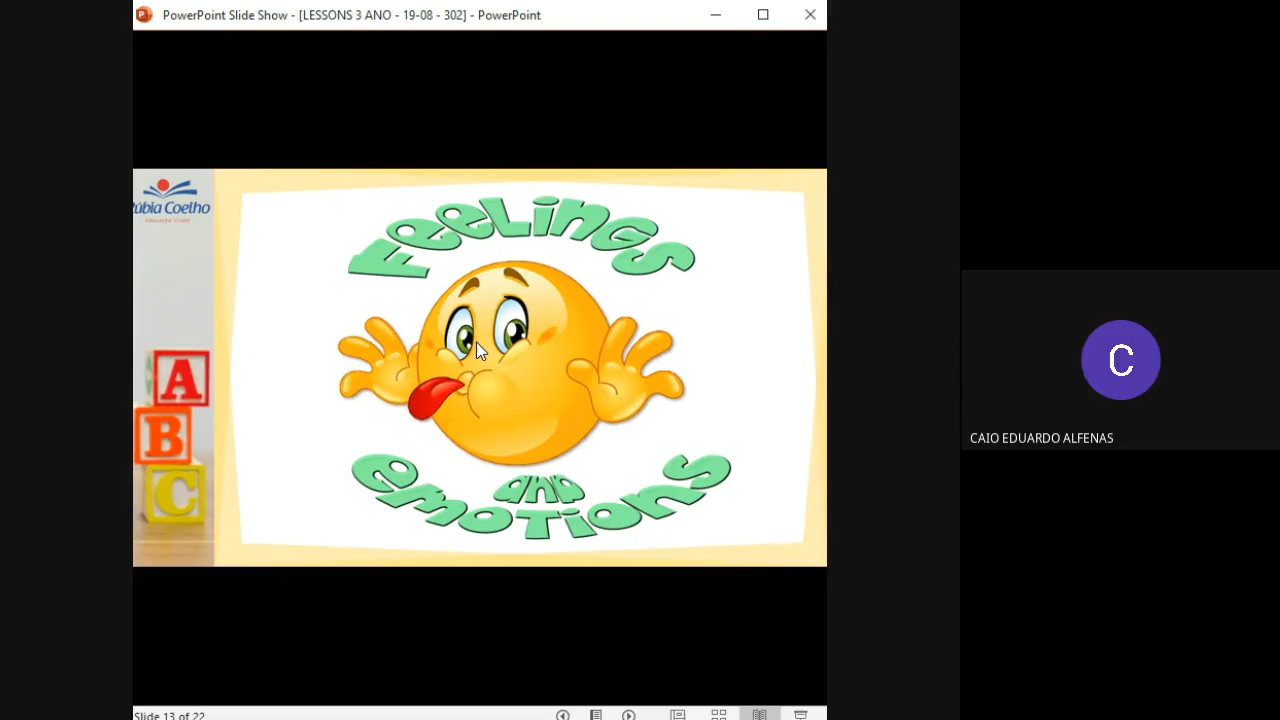 PowerPoint Slide Show - [LESSONS 3 ANO - 19-08 - 302] - PowerPoint
Rúbia Coelho
FeeLinGS
A
B
C
anD
emoTionS
C
CAIO EDUARDO ALFENAS
Slide 13 of 22